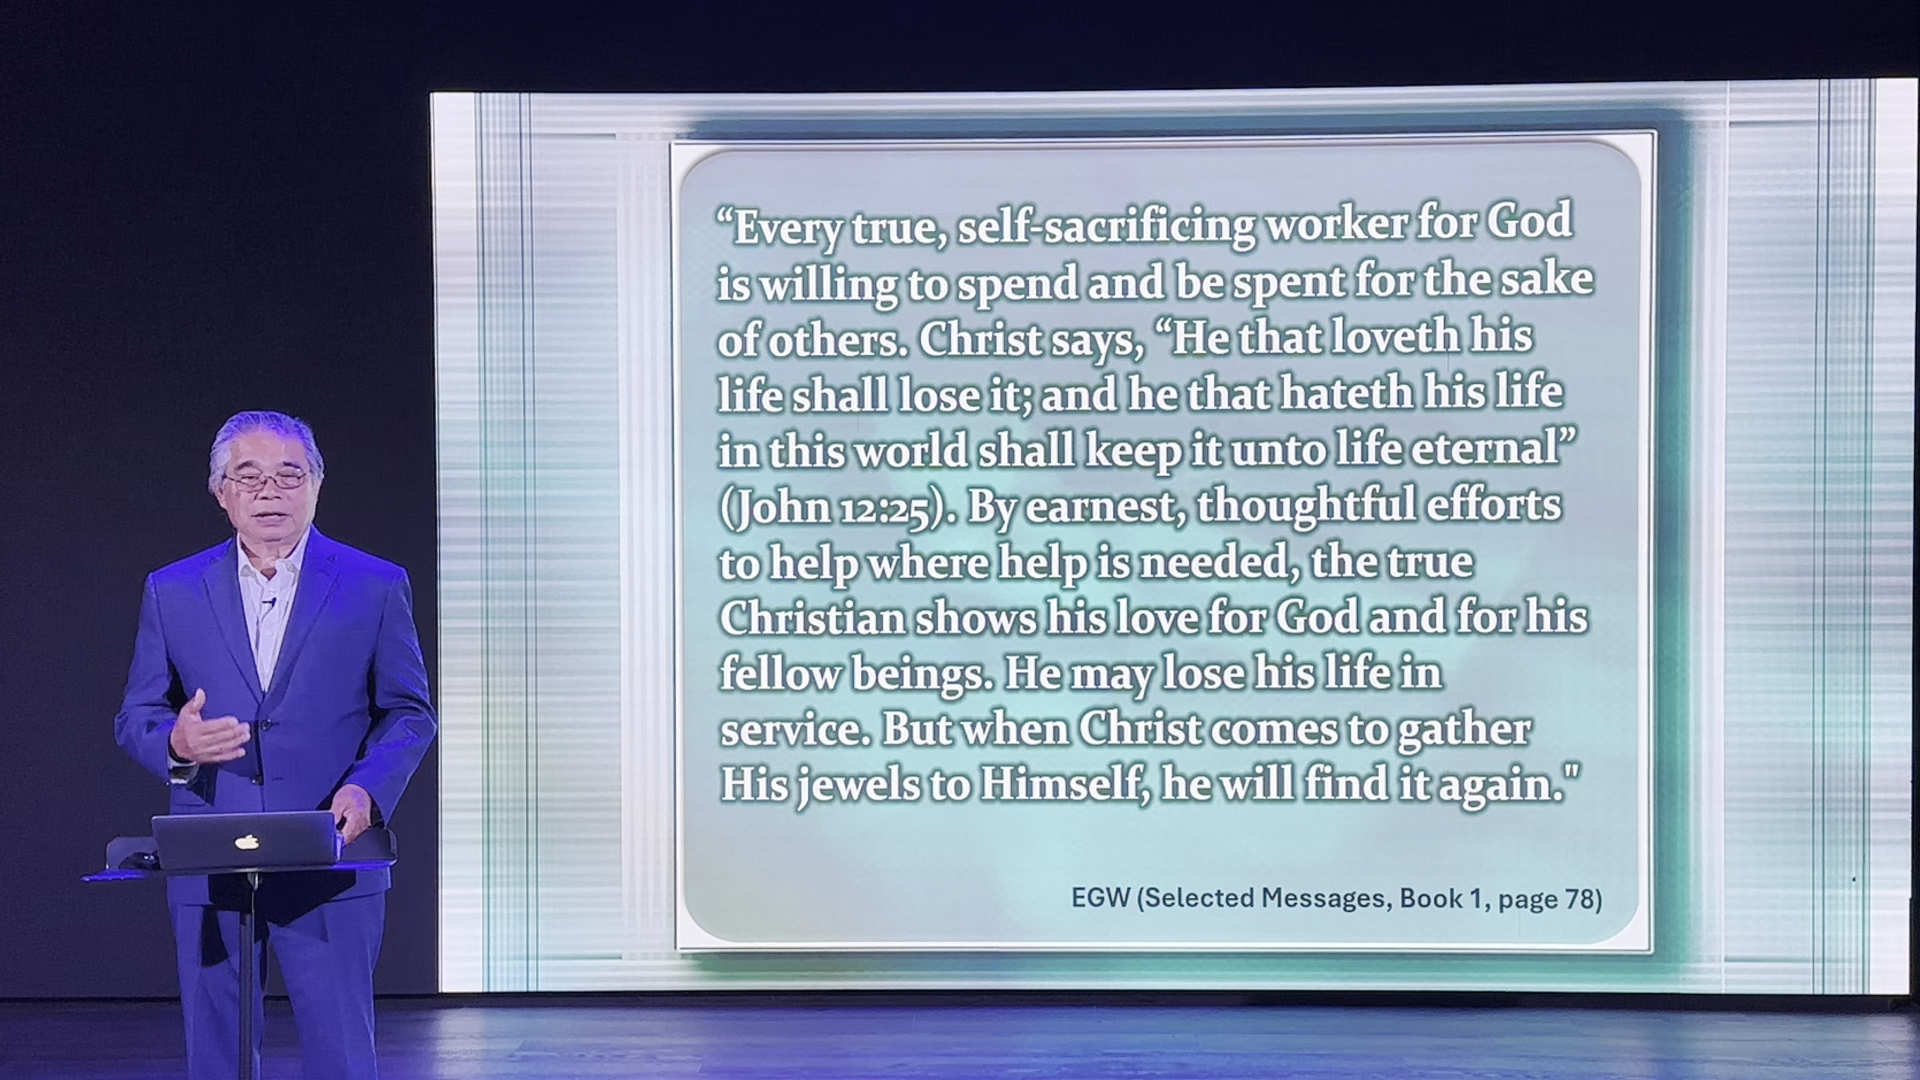 “Every true, self-sacrificing worker for God
is willing to spend and be spent for the sake
of others. Christ says, “He that loveth his
life shall lose it; and he that hateth his life
in this world shall keep it unto life eternal”
(John 12:25). By earnest, thoughtful efforts
to help where help is needed, the true
Christian shows his love for God and for his
fellow beings. He may lose his life in
service. But when Christ comes to gather
His jewels to Himself, he will find it again."
EGW (Selected Messages, Book 1, page 78)